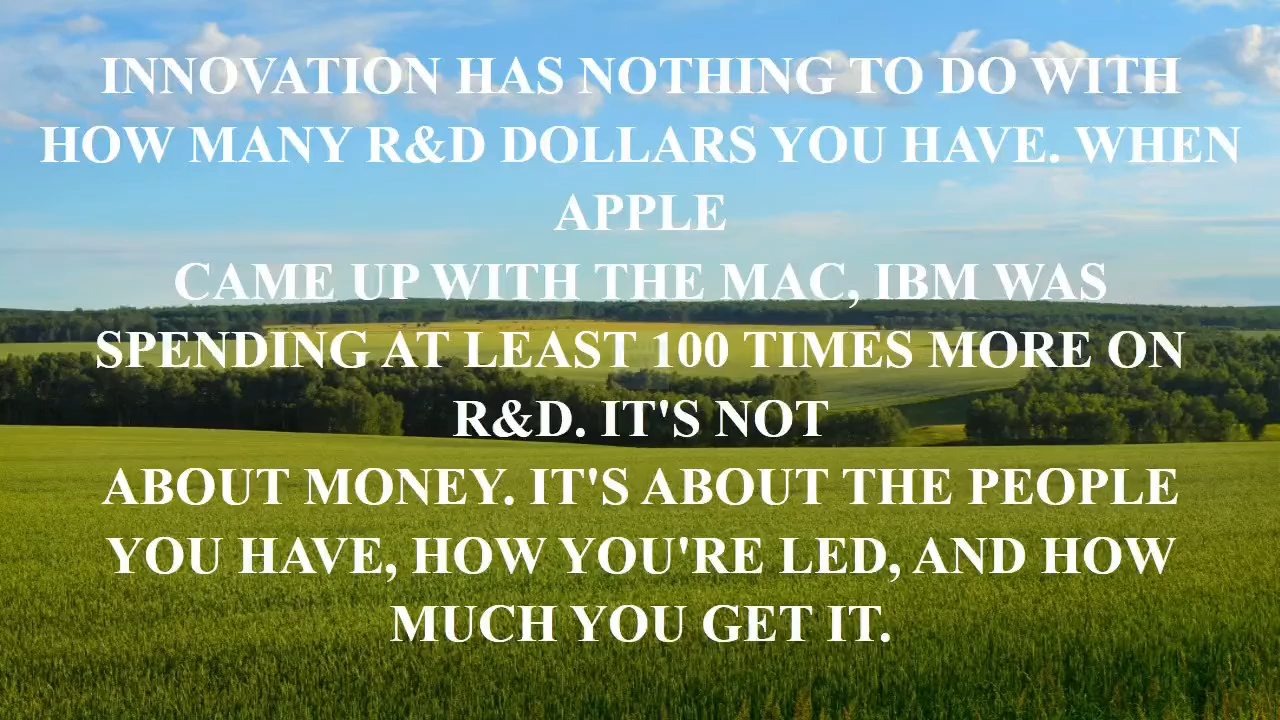 INNOVATION HAS NOTHING TO DO WITH
HOW MANY R&D DOLLARS YOU HAVE. WHEN
APPLE
CAME UP WITH THE MAC, IBM WAS
SPENDING AT LEAST 100 TIMES MORE ON
R&D. IT'S NOT
ABOUT MONEY. IT'S ABOUT THE PEOPLE
YOU HAVE, HOW YOU'RE LED, AND HOW
MUCH YOU GET IT.